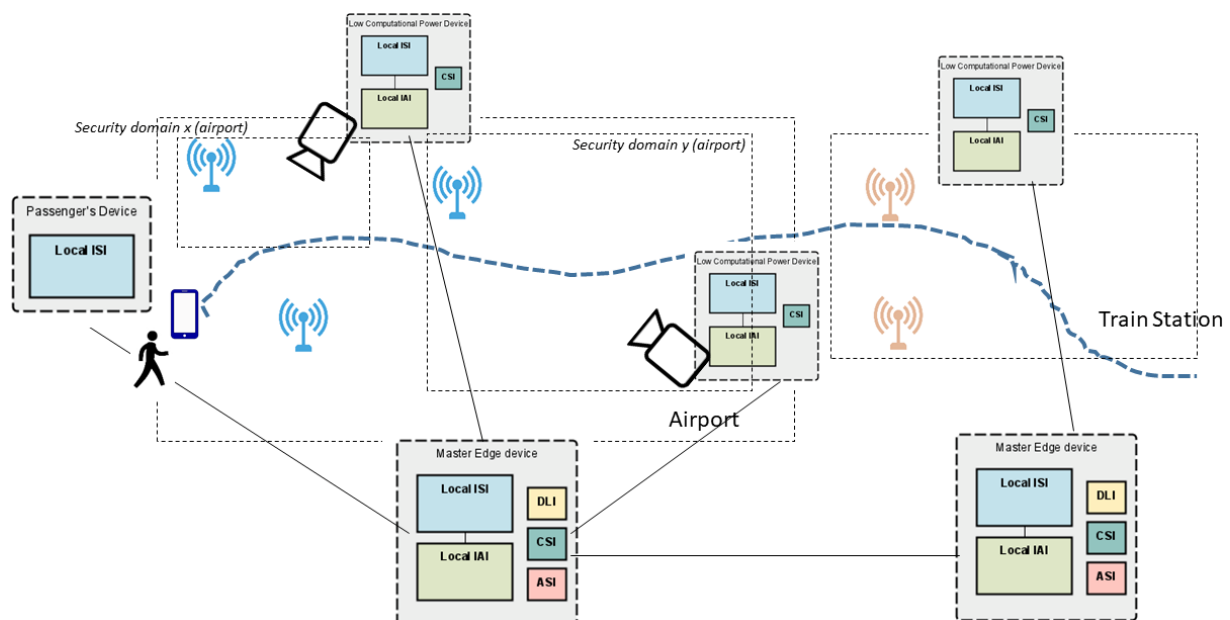 Low Computational Power Device
Local ISI
CSI
Local IAI
Low Computational Power Device
Local ISI
CSI
Local IAI
Security domain x (airport)
Security domain y (airport)
Passenger's Device
Local ISI
Low Computational Power Device
Local ISI
CSI
Local IAI
Train Station
Airport
Master Edge device
Local ISI
DLI
CSI
Local IAI
ASI
Master Edge device
Local ISI
DLI
CSI
Local IAI
ASI